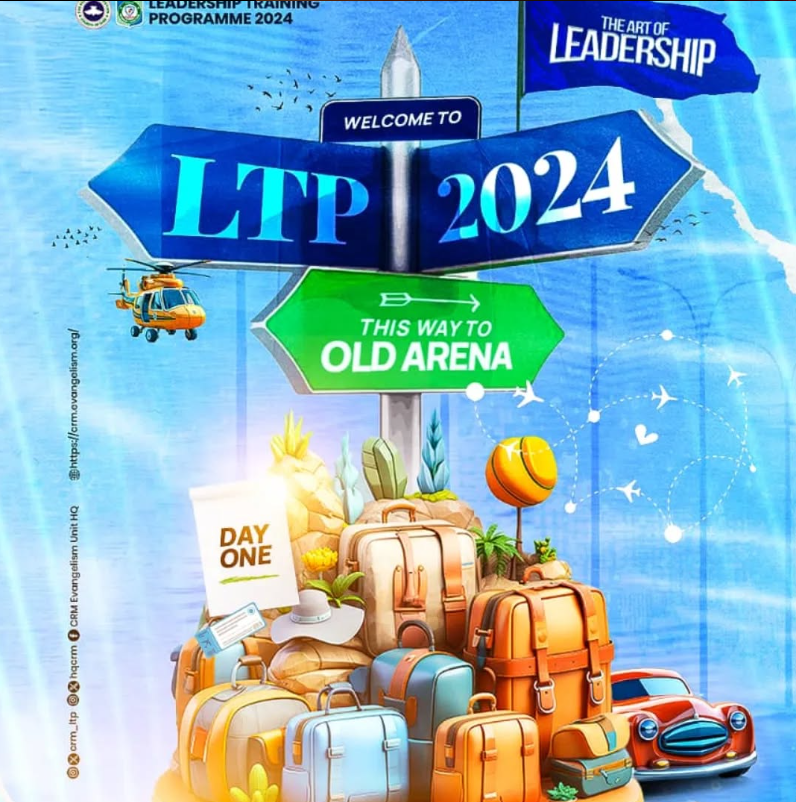 LEADERSHIP TRAINING
PROGRAMME 2024
THE ART OF
LEADERSHIP
WELCOME TO
LTP 2024
THIS WAY TO
OLD ARENA
DAY
ONE
https://crm.evangelism.org/
CRM Evangelism Unit HQ
hqcrm
crm_ltp